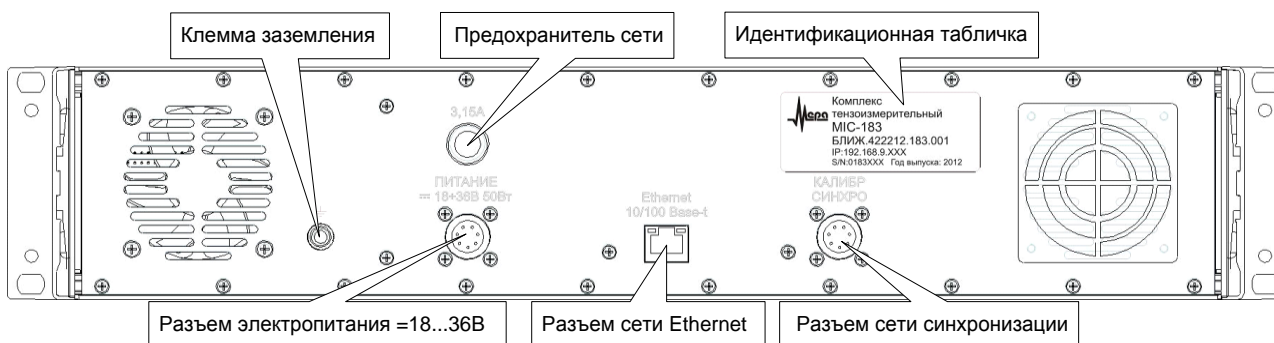 Клемма заземления
Предохранитель сети
Идентификационная табличка
3,15А
Мера
Комплекс
тензоизмерительный
MIC-183
БЛИЖ.422212.183.001
IP:192.168.9.XXX
S/N:0183XXX Год выпуска: 2012
ПИТАНИЕ
18÷36В 50Вт
Ethernet
10/100 Base-t
КАЛИБР
СИНХРО
Разъем электропитания =18...36В
Разъем сети Ethernet
Разъем сети синхронизации